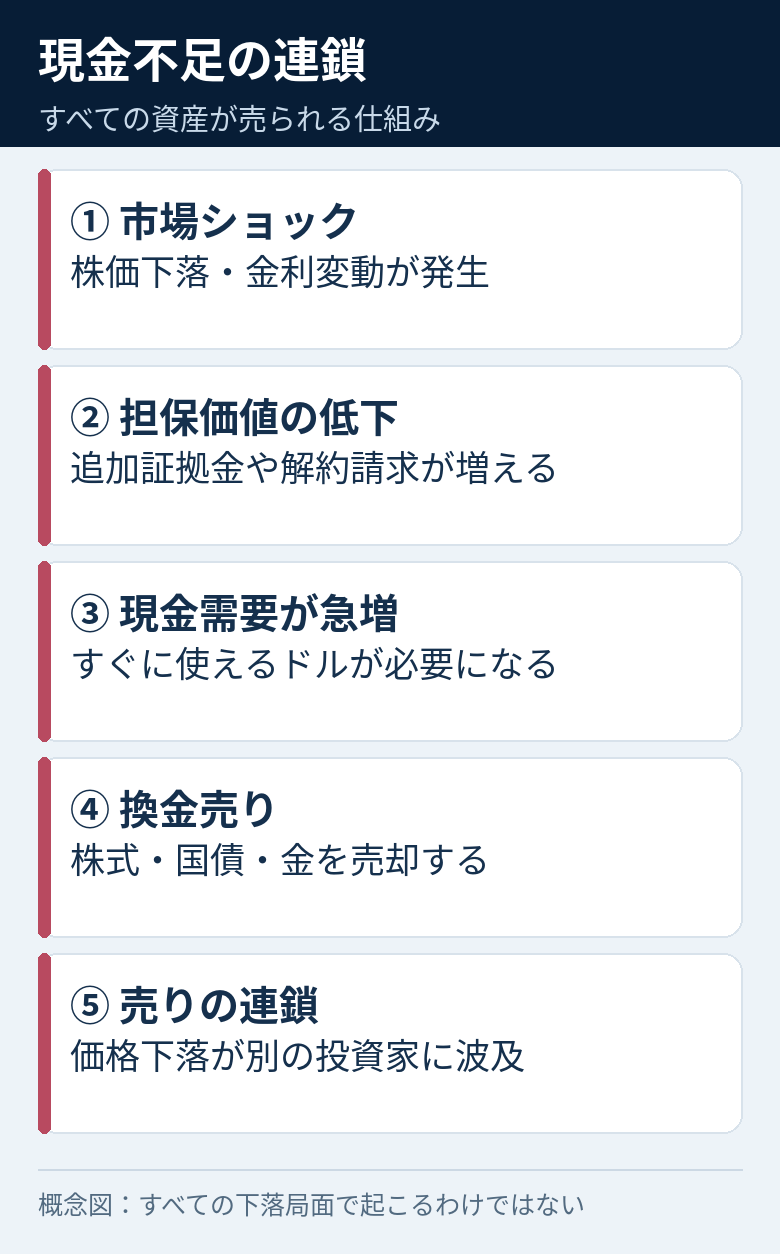 現金不足の連鎖
すべての資産が売られる仕組み
① 市場ショック
株価下落・金利変動が発生
② 担保価値の低下
追加証拠金や解約請求が増える
③ 現金需要が急増
すぐに使えるドルが必要になる
④ 換金売り
株式・国債・金を売却する
⑤ 売りの連鎖
価格下落が別の投資家に波及
概念図：すべての下落局面で起こるわけではない